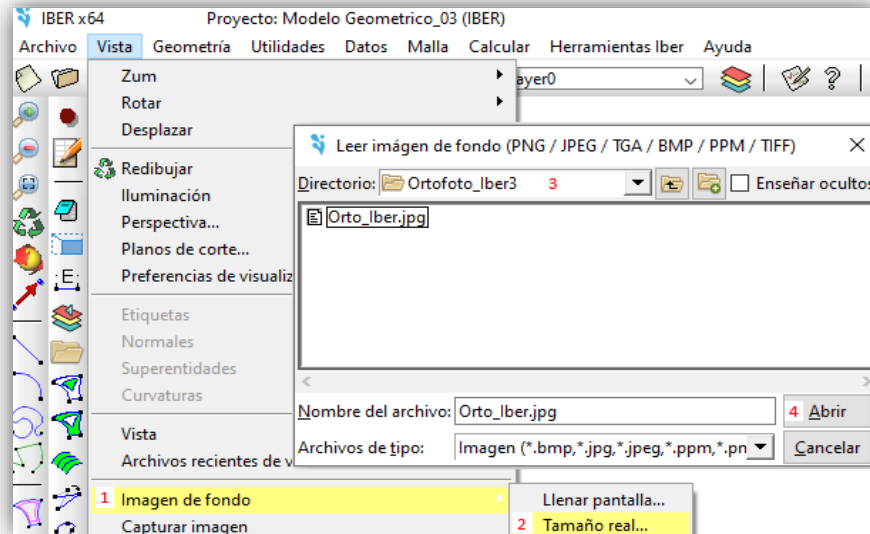 IBER x64 Proyecto: Modelo Geometrico_03 (IBER)
Archivo Vista Geometría Utilidades Datos Malla Calcular Herramientas Iber Ayuda
Zum
ayer0
Rotar
Desplazar
Leer imágen de fondo (PNG / JPEG / TGA / BMP / PPM / TIFF)
Redibujar
Directorio: Ortofoto_Iber3 3 Enseñar ocultos
Iluminación
Orto_Iber.jpg
Perspectiva...
Planos de corte...
Preferencias de visualiz
:E:
Etiquetas
Normales
Superentidades
Curvaturas
Nombre del archivo: Orto_Iber.jpg 4 Abrir
Vista
Archivos de tipo: Imagen (*.bmp,*.jpg,*.jpeg,*.ppm,*.pn Cancelar
Archivos recientes de v
1 Imagen de fondo Llenar pantalla...
Capturar imagen 2 Tamaño real...